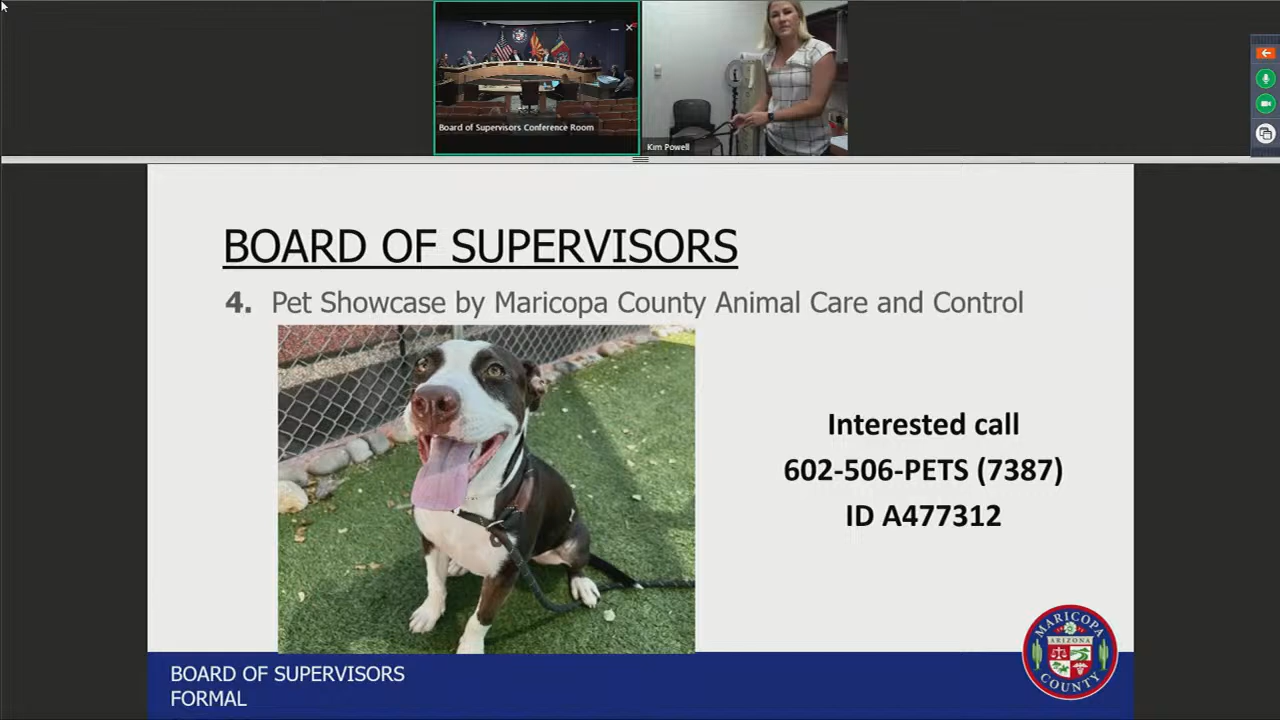 Board of Supervisors Conference Room
Kim Powell
BOARD OF SUPERVISORS
4. Pet Showcase by Maricopa County Animal Care and Control
Interested call
602-506-PETS (7387)
ID A477312
MARICOPA
ARIZONA
COUNTY
BOARD OF SUPERVISORS
FORMAL